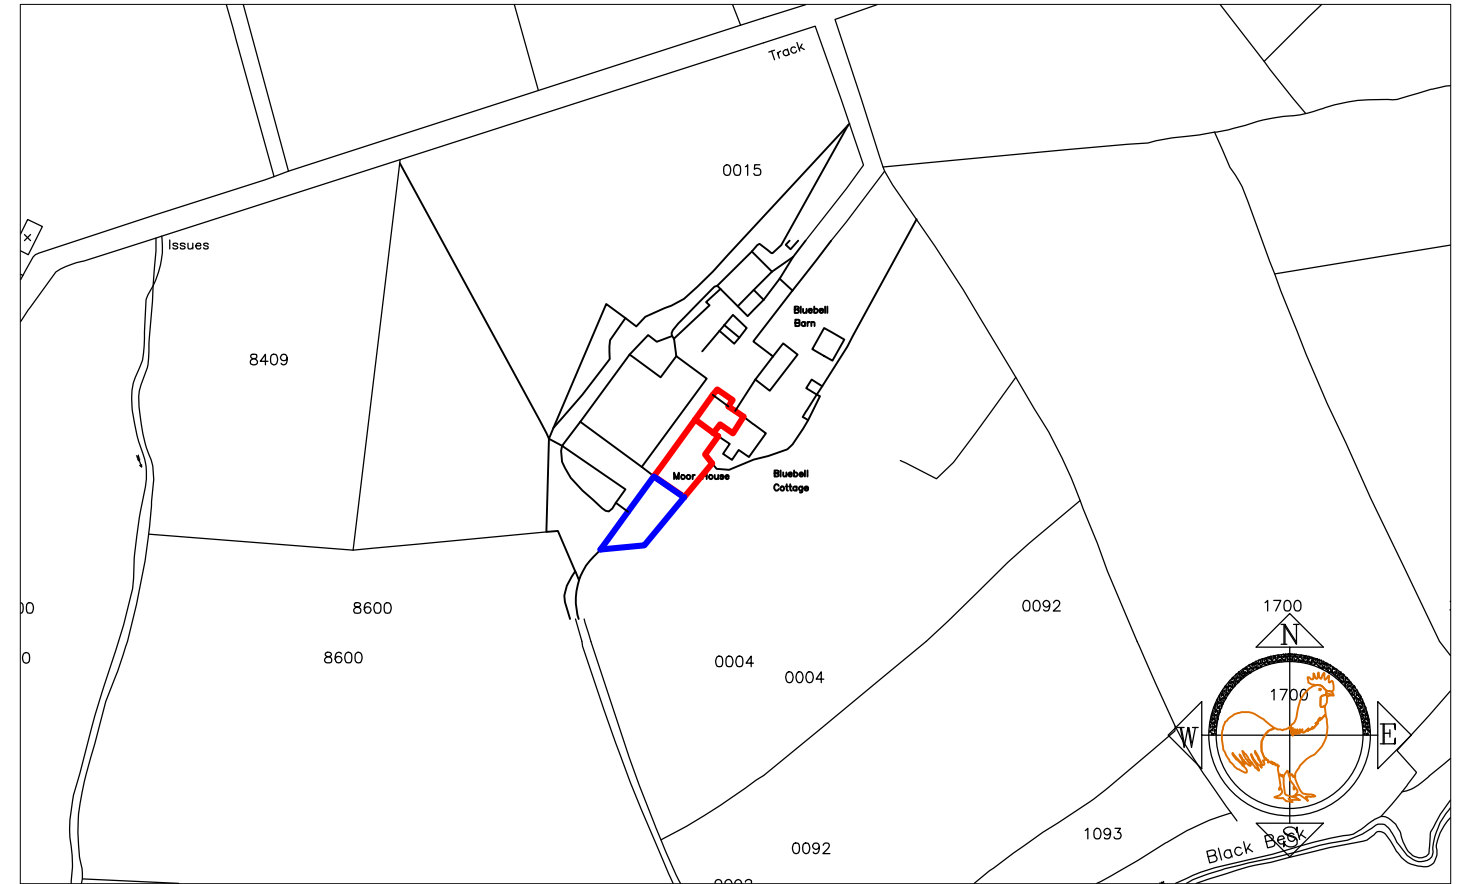 Track
0015
Issues
Bluebell
Barn
8409
Moor House
Bluebell
Cottage
8600
0092
1700
N
8600
0004
0004
1700
W
E
1093
S
Black Beck
0092